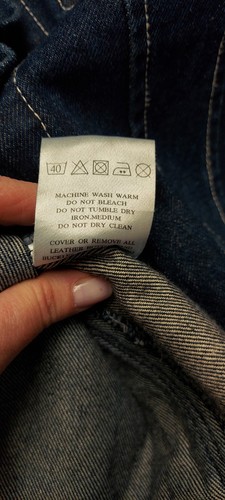 40
MACHINE WASH WARM
DO NOT BLEACH
DO NOT TUMBLE DRY
IRON.MEDIUM
DO NOT DRY CLEAN
COVER OR REMOVE ALL
LEATHER